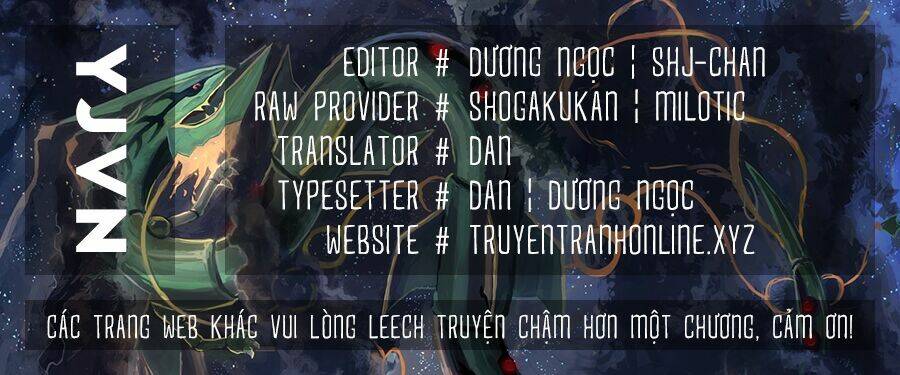 YJVN
EDITOR # DƯƠNG NGỌC ¦ SHJ-CHAN
RAW PROVIDER # SHOGAKUKAN ¦ MILOTIC
TRANSLATOR # DAN
TYPESETTER # DAN ¦ DƯƠNG NGỌC
WEBSITE # TRUYENTRANHONLINE.XYZ
CÁC TRANG WEB KHÁC VUI LÒNG LEECH TRUYỆN CHẬM HƠN MỘT CHƯƠNG, CẢM ƠN!